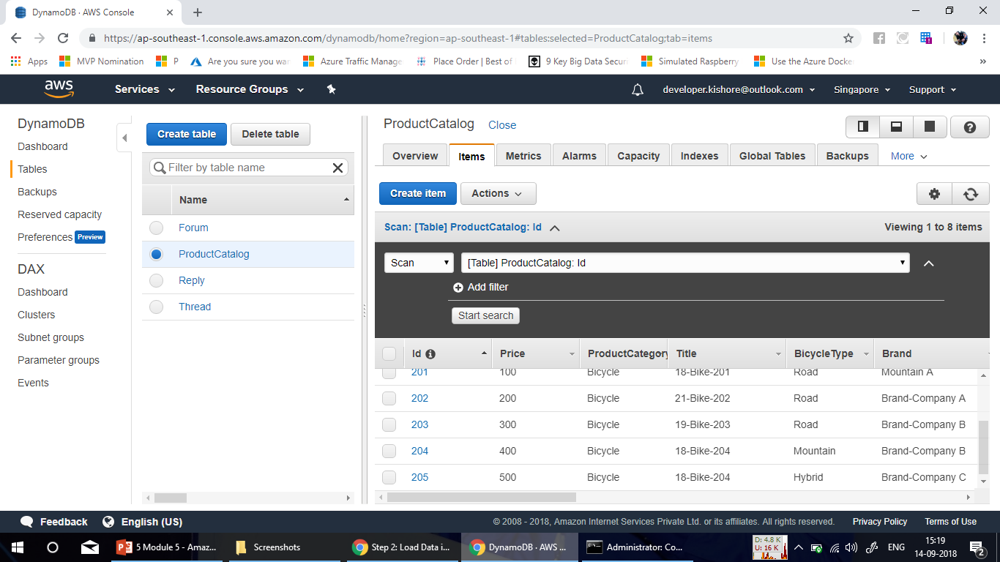 DynamoDB · AWS Console
https://ap-southeast-1.console.aws.amazon.com/dynamodb/home?region=ap-southeast-1#tables:selected=ProductCatalog;tab=items
Apps MVP Nomination P Are you sure you wan Azure Traffic Manage Place Order | Best of 9 Key Big Data Securi Simulated Raspberry Use the Azure Docke »
aws Services Resource Groups developer.kishore@outlook.com Singapore Support
DynamoDB
Dashboard
Tables
Backups
Reserved capacity
Preferences Preview
DAX
Dashboard
Clusters
Subnet groups
Parameter groups
Events
Create table Delete table
Filter by table name
Name
Forum
ProductCatalog
Reply
Thread
ProductCatalog Close
Overview Items Metrics Alarms Capacity Indexes Global Tables Backups More
Create item Actions
Scan: [Table] ProductCatalog: Id Viewing 1 to 8 items
Scan [Table] ProductCatalog: Id
Add filter
Start search
Id Price ProductCategory Title BicycleType Brand
201 100 Bicycle 18-Bike-201 Road Mountain A
202 200 Bicycle 21-Bike-202 Road Brand-Company A
203 300 Bicycle 19-Bike-203 Road Brand-Company B
204 400 Bicycle 18-Bike-204 Mountain Brand-Company B
205 500 Bicycle 18-Bike-204 Hybrid Brand-Company C
Feedback English (US) © 2008 - 2018, Amazon Internet Services Private Ltd. or its affiliates. All rights reserved. Privacy Policy Terms of Use
5 Module 5 - Amaz... Screenshots Step 2: Load Data i... DynamoDB · AWS ... Administrator: Co...
D: 4.8 K
U: 16 K
ENG
15:19
14-09-2018
2